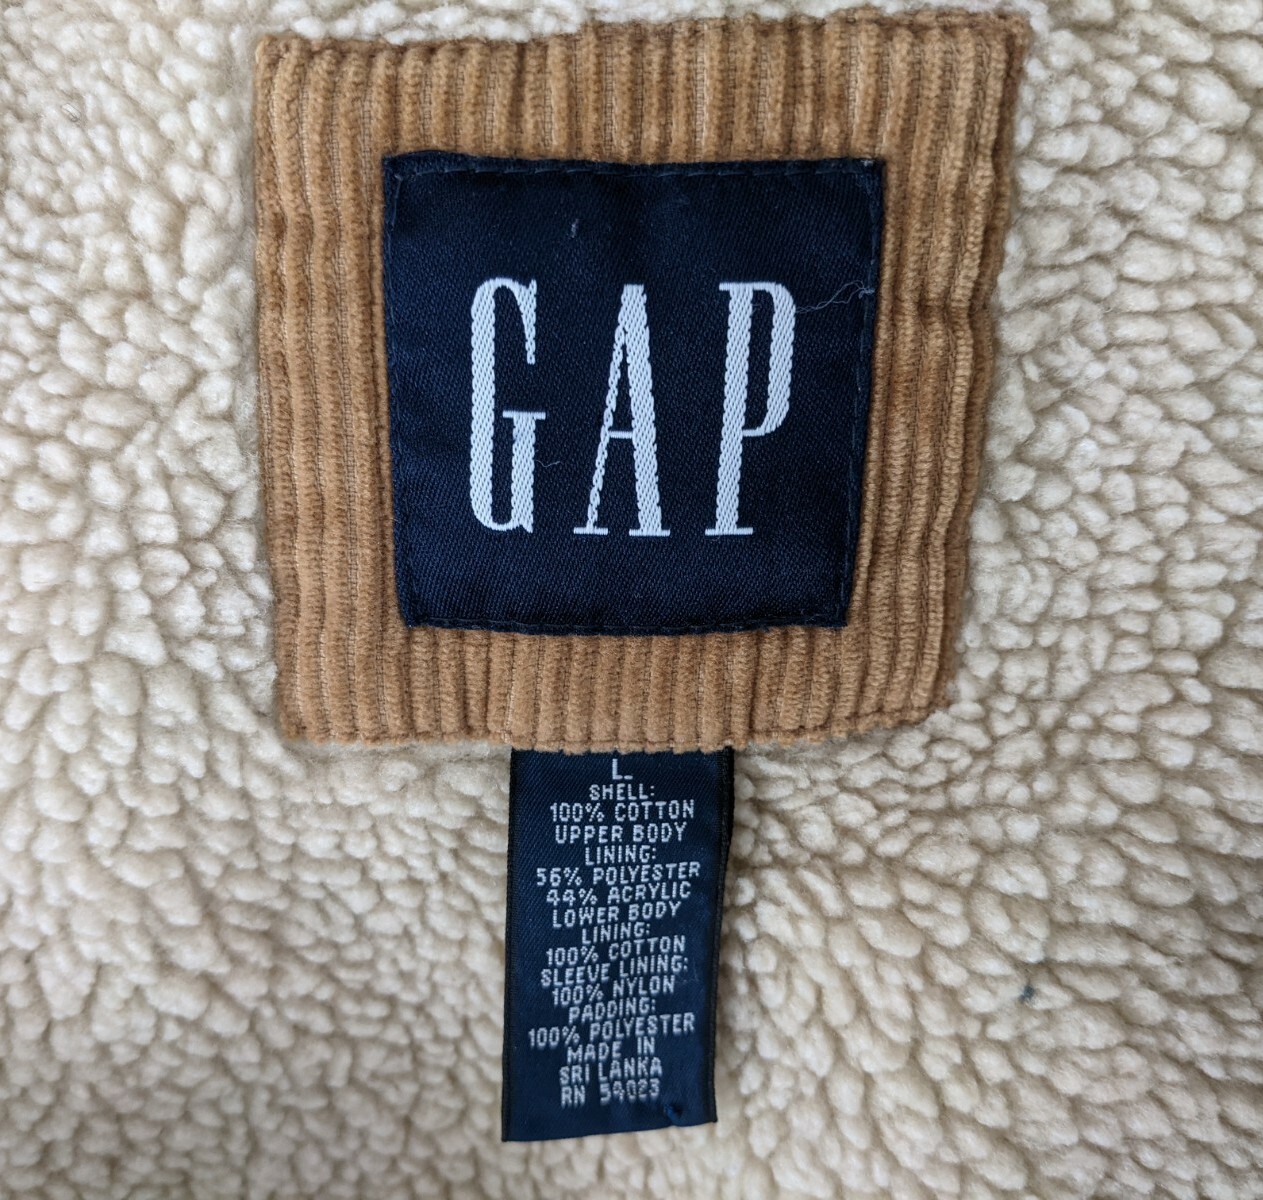 GAP
L
SHELL:
100% COTTON
UPPER BODY
LINING:
56% POLYESTER
44% ACRYLIC
LOWER BODY
LINING:
100% COTTON
SLEEVE LINING:
100% NYLON
PADDING:
100% POLYESTER
MADE IN
SRI LANKA
RN 54023